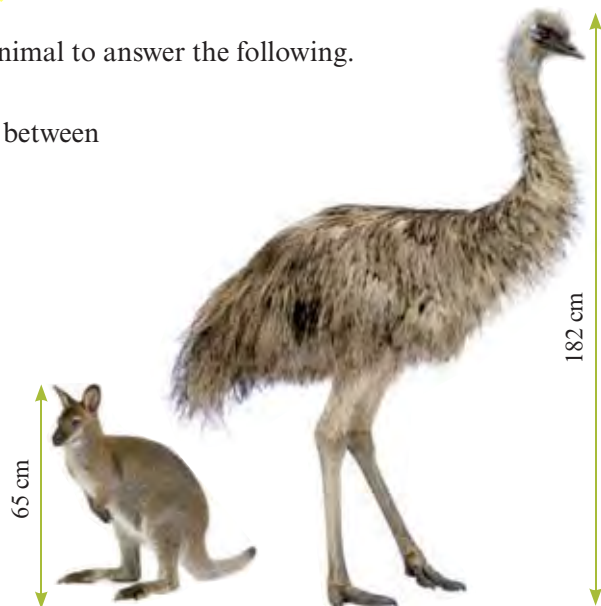 nimal to answer the following.
between
182 cm
65 cm